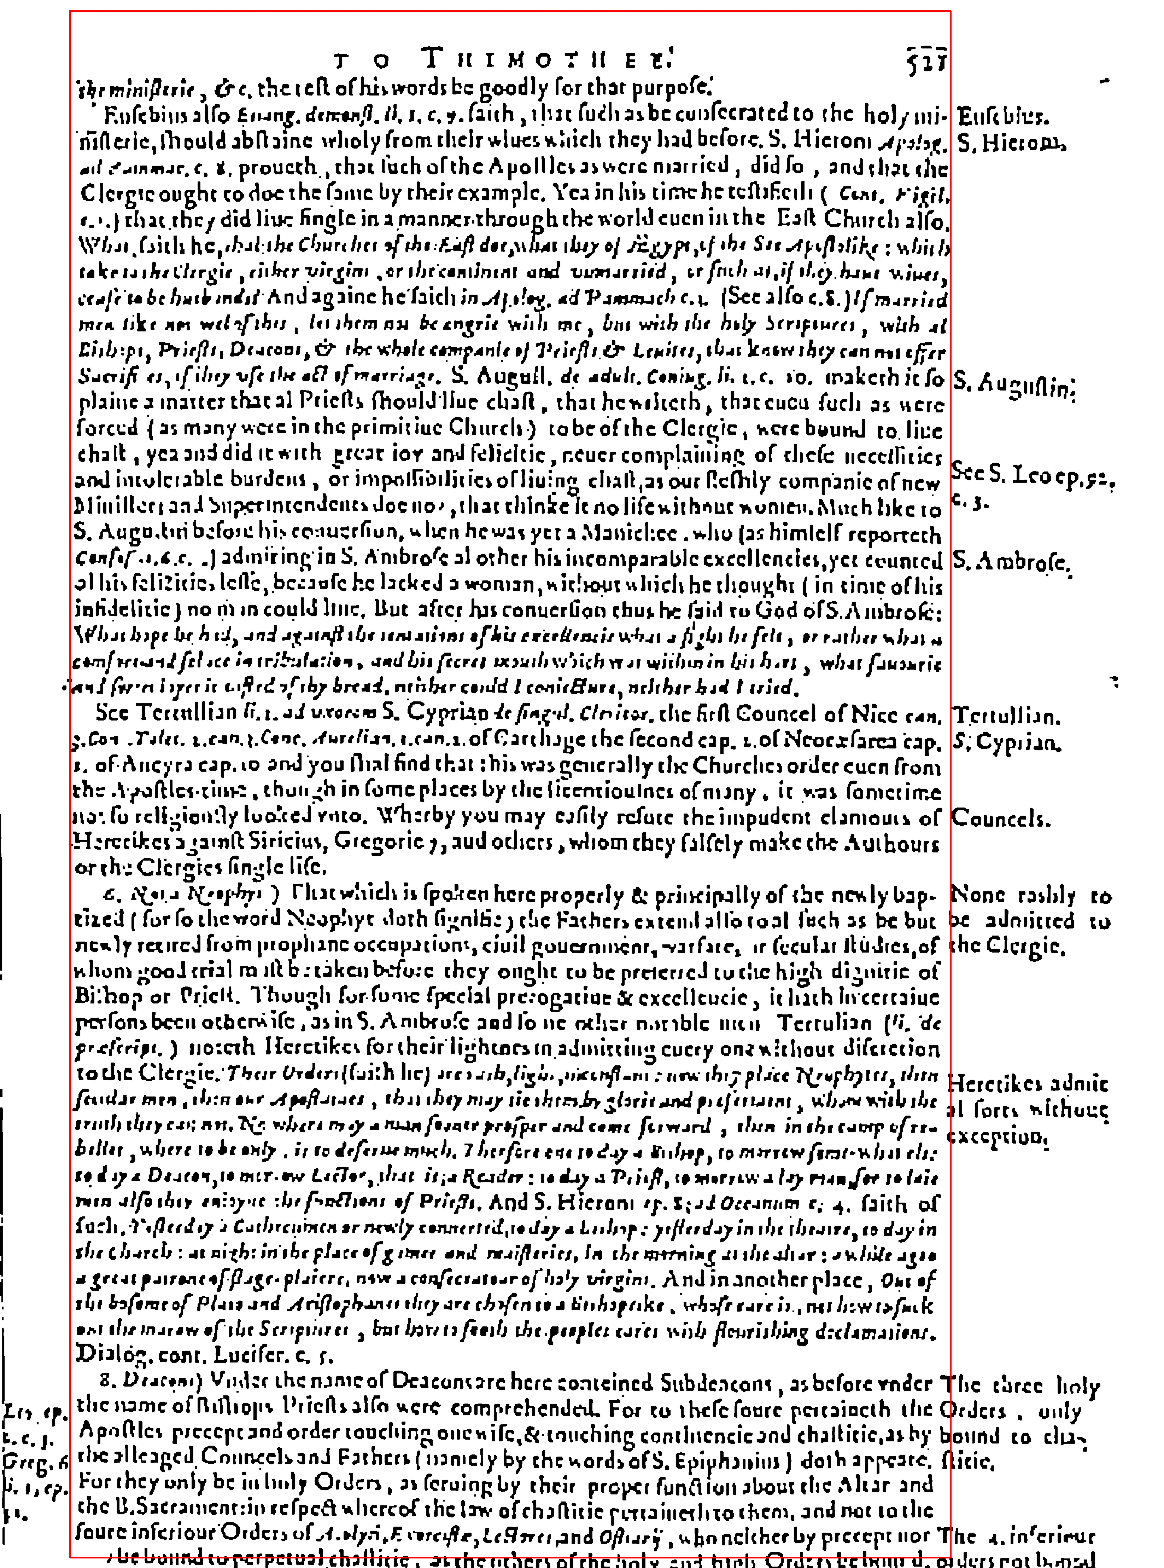 TO THIMOTHEE. 521
the ministerie, &c. the rest of his words be goodly for that purpose.
Eusebius also Euang. demonst. li. 1. c. 9. saith, that such as be consecrated to the holy mi-
nisterie, should abstaine wholy from their wiues which they had before. S. Hierom Apolog.
ad Pammac. c. 8. proueth, that such of the Apostles as were married, did so, and that the
Clergie ought to doe the same by their example. Yea in his time he testifieth ( Cont. Vigil.
c. 1.) that they did liue single in a manner through the world euen in the East Church also.
What, saith he, shal the Churches of the East doe, what they of Ægypt, of the See Apostolike: which
take to the Clergie, either virgins, or the continent and vnmarried, or such as, if they haue wiues,
cease to be husbands? And againe he saith in Apolog. ad Pammach c. 3. (See also c. 8.) If married
men like not wel of this, let them not be angrie with me, but with the holy Scriptures, with al
Bishops, Priests, Deacons, & the whole companie of Priests & Leuites, that know they can not offer
Sacrifices, if they vse the act of marriage. S. August. de adult. Coniug. li. 2. c. 20. maketh it so
plaine a matter that al Priests should liue chast, that he writeth, that euen such as were
forced (as many were in the primitiue Church) to be of the Clergie, were bound to liue
chast, yea and did it with great ioy and felicitie, neuer complaining of these necessities
and intolerable burdens, or impossibilities of liuing chast, as our fleshly companie of new
Ministers and Superintendents doe now, that thinke it no life without women. Much like to
S. Augustin before his conuersion, when he was yet a Manichee, who (as himself reporteth
Confes. li. 6. c. 3.) admiring in S. Ambrose al other his incomparable excellencies, yet counted
al his felicities lesse, because he lacked a woman, without which he thought (in time of his
infidelitie) no man could liue. But after his conuersion thus he said to God of S. Ambrose:
What hope he had, and against the tentations of his excellencie what a fight he felt, or rather what a
comfort and solace in tribulation, and his secret mouth which was within in his hart, what sauourie
and sweet ioyes it tasted of thy bread, neither could I coniecture, neither had I tried.
See Tertullian li. 1. ad vxorem S. Cyprian de singul. Clericor. the first Councel of Nice can.
3. Conc. Tolet. 2. can. 3. Conc. Aurelian. 1. can. 2. of Carthage the second cap. 2. of Neocæsarea cap.
1. of Ancyra cap. 10 and you shal find that this was generally the Churches order euen from
the Apostles time, though in some places by the licentiousnes of many, it was sometime
not so religiously looked vnto. Wherby you may easily refute the impudent clamours of
Heretikes against Siricius, Gregorie 7, and others, whom they falsely make the Authours
of the Clergies single life.
6. Not a Neophyt ) That which is spoken here properly & principally of the newly bap-
tized (for so the word Neophyt doth signifie) the Fathers extend also to al such as be but
newly retired from prophane occupations, ciuil gouernment, warfare, or secular studies, of
whom good trial must be taken before they ought to be preferred to the high dignitie of
Bishop or Priest. Though for some special prerogatiue & excellencie, it hath in certaine
persons been otherwise, as in S. Ambrose and some other notable men Tertulian (li. de
præscript. ) noteth Heretikes for their lightnes in admitting euery one without discretion
to the Clergie. Their Orders (saith he) are rash, light, inconstant: now they place Neophytes, then
secular men, then our Apostataes, that they may tie them by glorie and preferment, whom with the
truth they can not. No where may a man sooner prosper and come forward, then in the camp of re-
belles, where to be only, is to deserue much. Therfore one to day a Bishop, to morrow some-what els:
to day a Deacon, to morrow Lector, that is, a Reader: to day a Priest, to morrow a lay man, for to laie
men also they enioyne the functions of Priests. And S. Hierom ep. 83 ad Oceanum c. 4. saith of
such. Yesterday a Cathecumen or newly conuerted, to day a Bishop: yesterday in the theatre, to day in
the Church: at night in the place of games and maisteries, in the morning at the altar: a while agoe
a great patrone of stage-plaiers, now a consecratour of holy virgins. And in another place, Out of
the bosome of Plato and Aristophanes they are chosen to a Bishoprike, whose care is, not how to suck
out the marow of the Scriptures, but how to sooth the peoples eares with flourishing declamations.
Dialog. cont. Lucifer. c. 5.
8. Deacons) Vnder the name of Deacons are here conteined Subdeacons, as before vnder
the name of Bishops Priests also were comprehended. For to these foure pertaineth the
Apostles precept and order touching one wife, & touching continencie and chastitie, as by
the alleaged Councels and Fathers (namely by the words of S. Epiphanius) doth appeare.
For they only be in holy Orders, as seruing by their proper function about the Altar and
the B. Sacrament: in respect whereof the law of chastitie pertaineth to them, and not to the
foure inferiour Orders of Acolyti, Exorcistæ, Lectores, and Ostiarij, who neither by precept nor
be bound to perpetual chastitie, as the others of the holy and high Orders be bound.
Eusebius.
S. Hierom.
S. Augustin.
See S. Leo ep. 92.
c. 3.
S. Ambrose.
Tertullian.
S. Cyprian.
Councels.
None rashly to
be admitted to
the Clergie.
Heretikes admit
al sorts without
exception.
The three holy
Orders, only
bound to cha-
stitie.
The 4. inferiour
orders not bound
Leo ep.
Greg.
li. 1, ep.